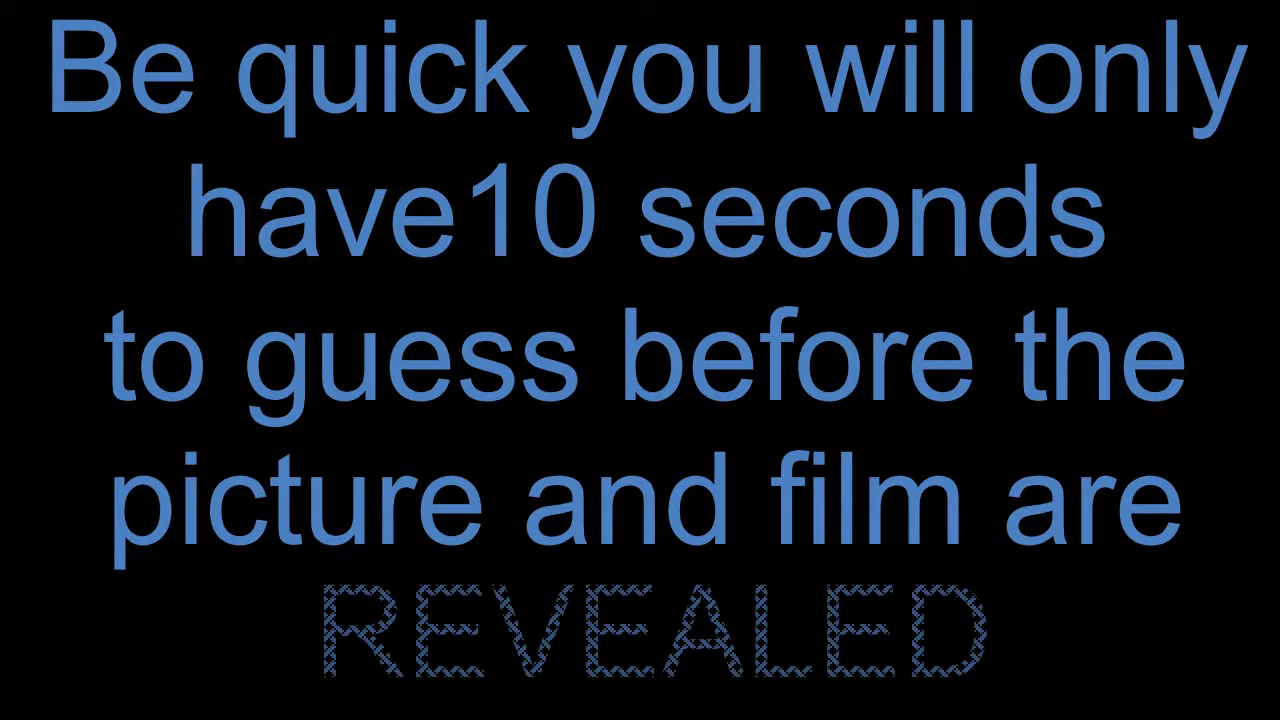 Be quick you will only
have10 seconds
to guess before the
picture and film are
REVEALED